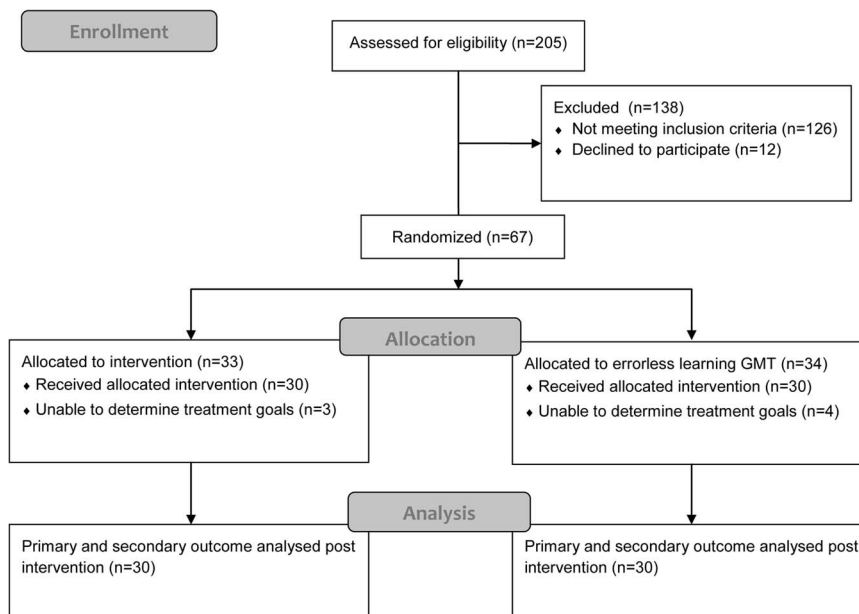 Enrollment
Assessed for eligibility (n=205)
Excluded (n=138)
♦ Not meeting inclusion criteria (n=126)
♦ Declined to participate (n=12)
Randomized (n=67)
Allocation
Allocated to intervention (n=33)
♦ Received allocated intervention (n=30)
♦ Unable to determine treatment goals (n=3)
Allocated to errorless learning GMT (n=34)
♦ Received allocated intervention (n=30)
♦ Unable to determine treatment goals (n=4)
Analysis
Primary and secondary outcome analysed post
intervention (n=30)
Primary and secondary outcome analysed post
intervention (n=30)